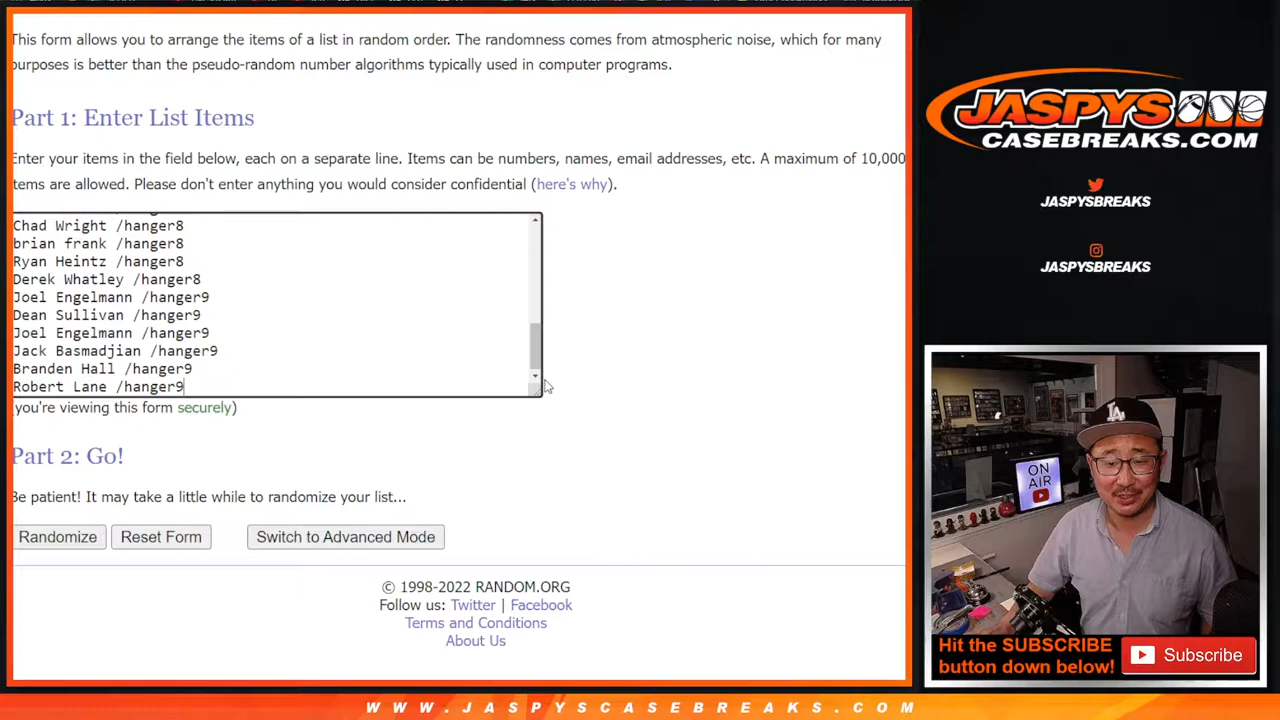 This form allows you to arrange the items of a list in random order. The randomness comes from atmospheric noise, which for many
purposes is better than the pseudo-random number algorithms typically used in computer programs.
Part 1: Enter List Items
Enter your items in the field below, each on a separate line. Items can be numbers, names, email addresses, etc. A maximum of 10,000
items are allowed. Please don't enter anything you would consider confidential (here's why).
Chad Wright /hanger8
brian frank /hanger8
Ryan Heintz /hanger8
Derek Whatley /hanger8
Joel Engelmann /hanger9
Dean Sullivan /hanger9
Joel Engelmann /hanger9
Jack Basmadjian /hanger9
Branden Hall /hanger9
Robert Lane /hanger9
(you're viewing this form securely)
Part 2: Go!
Be patient! It may take a little while to randomize your list...
Randomize Reset Form Switch to Advanced Mode
© 1998-2022 RANDOM.ORG
Follow us: Twitter | Facebook
Terms and Conditions
About Us
JASPYS
CASEBREAKS.COM
JASPYSBREAKS
JASPYSBREAKS
LA
ON
AIR
Hit the SUBSCRIBE
button down below!
Subscribe
WWW.JASPYSCASEBREAKS.COM